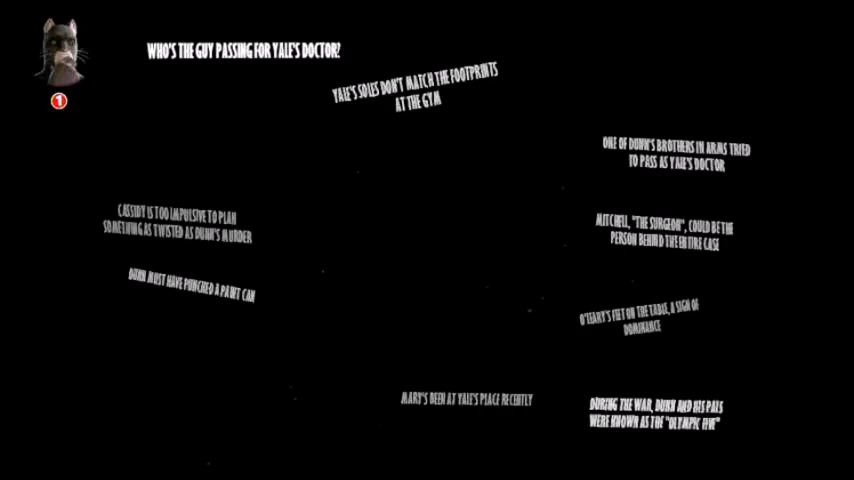 WHO'S THE GUY PASSING FOR YALE'S DOCTOR?
YALE'S SOLES DON'T MATCH THE FOOTPRINTS
AT THE GYM
1
ONE OF DUNN'S BROTHERS IN ARMS TRIED
TO PASS AS YALE'S DOCTOR
CASSIDY IS TOO IMPULSIVE TO PLAN
SOMETHING AS TWISTED AS DUNN'S MURDER
MITCHELL, "THE SURGEON", COULD BE THE
PERSON BEHIND THE ENTIRE CASE
DUNN MUST HAVE PUNCHED A PAINT CAN
O'LEARY'S FEET ON THE TABLE, A SIGN OF
DOMINANCE
MARY'S BEEN AT YALE'S PLACE RECENTLY
DURING THE WAR, DUNN AND HIS PALS
WERE KNOWN AS THE "OLYMPIC FIVE"